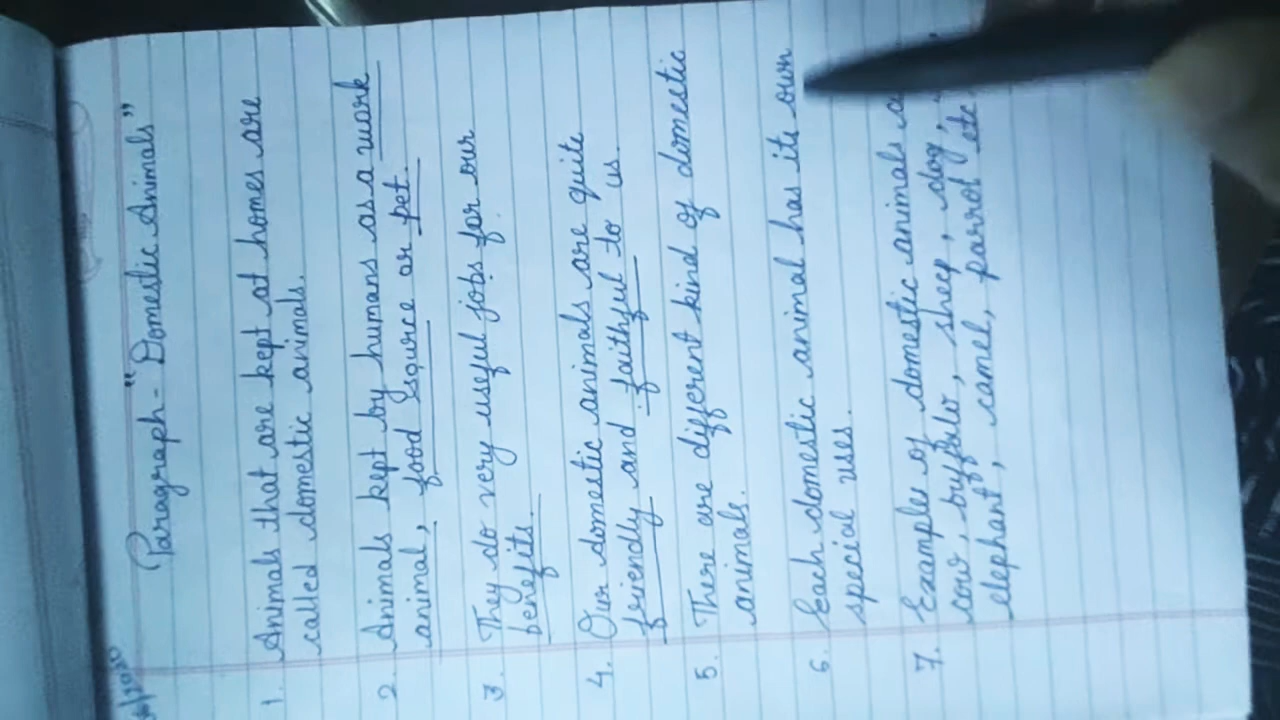 Paragraph - "Domestic Animals"
1. Animals that are kept at homes are
called domestic animals.
2. Animals kept by humans as a work
animal, food squrce or pet.
3. They do very useful jobs for our
benefits.
4. Our domestic animals are quite
friendly and faithful to us.
5. There are different kind of domestic
animals.
6. Each domestic animal has its own
special uses.
7. Examples of domestic animals
cow, buffalo, sheep, dog,
elephant, camel, parrot etc